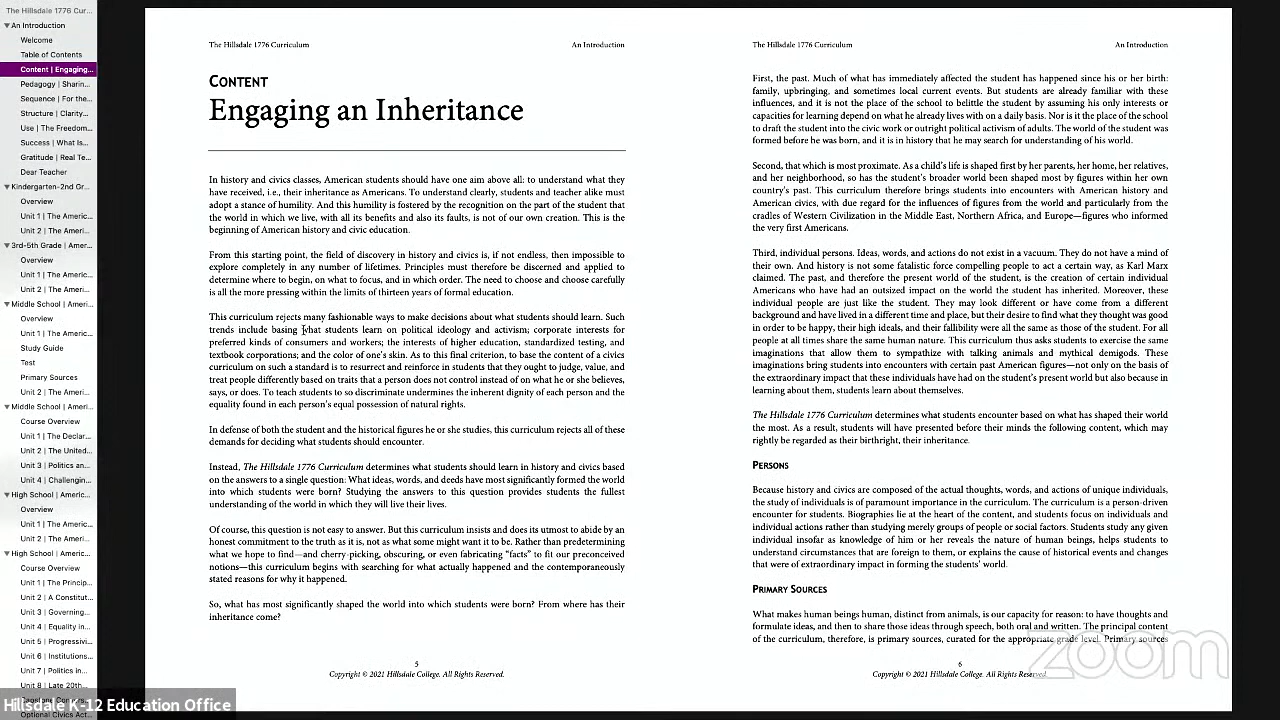 The Hillsdale 1776 Cur...
An Introduction
Welcome
Table of Contents
Content | Engaging...
Pedagogy | Sharin...
Sequence | For the...
Structure | Clarity...
Use | The Freedom...
Success | What Is...
Gratitude | Real Te...
Dear Teacher
Kindergarten-2nd Gr...
Overview
Unit 1 | The Americ...
Unit 2 | The Ameri...
3rd-5th Grade | Amer...
Overview
Unit 1 | The Americ...
Unit 2 | The Ameri...
Middle School | Ameri...
Overview
Unit 1 | The Americ...
Study Guide
Test
Primary Sources
Unit 2 | The Ameri...
Middle School | Ameri...
Course Overview
Unit 1 | The Declar...
Unit 2 | The United...
Unit 3 | Politics an...
Unit 4 | Challengin...
High School | Americ...
Overview
Unit 1 | The Americ...
Unit 2 | The Ameri...
High School | Americ...
Course Overview
Unit 1 | The Princip...
Unit 2 | A Constitut...
Unit 3 | Governing...
Unit 4 | Equality in...
Unit 5 | Progressivi...
Unit 6 | Institutions...
Unit 7 | Politics in...
Unit 8 | Late 20th...
Optional Civics Act...
Hillsdale K-12 Education Office
The Hillsdale 1776 Curriculum
An Introduction
CONTENT
Engaging an Inheritance
In history and civics classes, American students should have one aim above all: to understand what they
have received, i.e., their inheritance as Americans. To understand clearly, students and teacher alike must
adopt a stance of humility. And this humility is fostered by the recognition on the part of the student that
the world in which we live, with all its benefits and also its faults, is not of our own creation. This is the
beginning of American history and civic education.
From this starting point, the field of discovery in history and civics is, if not endless, then impossible to
explore completely in any number of lifetimes. Principles must therefore be discerned and applied to
determine where to begin, on what to focus, and in which order. The need to choose and choose carefully
is all the more pressing within the limits of thirteen years of formal education.
This curriculum rejects many fashionable ways to make decisions about what students should learn. Such
trends include basing what students learn on political ideology and activism; corporate interests for
preferred kinds of consumers and workers; the interests of higher education, standardized testing, and
textbook corporations; and the color of one's skin. As to this final criterion, to base the content of a civics
curriculum on such a standard is to resurrect and reinforce in students that they ought to judge, value, and
treat people differently based on traits that a person does not control instead of on what he or she believes,
says, or does. To teach students to so discriminate undermines the inherent dignity of each person and the
equality found in each person's equal possession of natural rights.
In defense of both the student and the historical figures he or she studies, this curriculum rejects all of these
demands for deciding what students should encounter.
Instead, The Hillsdale 1776 Curriculum determines what students should learn in history and civics based
on the answers to a single question: What ideas, words, and deeds have most significantly formed the world
into which students were born? Studying the answers to this question provides students the fullest
understanding of the world in which they will live their lives.
Of course, this question is not easy to answer. But this curriculum insists and does its utmost to abide by an
honest commitment to the truth as it is, not as what some might want it to be. Rather than predetermining
what we hope to find—and cherry-picking, obscuring, or even fabricating “facts” to fit our preconceived
notions—this curriculum begins with searching for what actually happened and the contemporaneously
stated reasons for why it happened.
So, what has most significantly shaped the world into which students were born? From where has their
inheritance come?
5
Copyright © 2021 Hillsdale College. All Rights Reserved.
The Hillsdale 1776 Curriculum
An Introduction
First, the past. Much of what has immediately affected the student has happened since his or her birth:
family, upbringing, and sometimes local current events. But students are already familiar with these
influences, and it is not the place of the school to belittle the student by assuming his only interests or
capacities for learning depend on what he already lives with on a daily basis. Nor is it the place of the school
to draft the student into the civic work or outright political activism of adults. The world of the student was
formed before he was born, and it is in history that he may search for understanding of his world.
Second, that which is most proximate. As a child's life is shaped first by her parents, her home, her relatives,
and her neighborhood, so has the student's broader world been shaped most by figures within her own
country's past. This curriculum therefore brings students into encounters with American history and
American civics, with due regard for the influences of figures from the world and particularly from the
cradles of Western Civilization in the Middle East, Northern Africa, and Europe—figures who informed
the very first Americans.
Third, individual persons. Ideas, words, and actions do not exist in a vacuum. They do not have a mind of
their own. And history is not some fatalistic force compelling people to act a certain way, as Karl Marx
claimed. The past, and therefore the present world of the student, is the creation of certain individual
Americans who have had an outsized impact on the world the student has inherited. Moreover, these
individual people are just like the student. They may look different or have come from a different
background and have lived in a different time and place, but their desire to find what they thought was good
in order to be happy, their high ideals, and their fallibility were all the same as those of the student. For all
people at all times share the same human nature. This curriculum thus asks students to exercise the same
imaginations that allow them to sympathize with talking animals and mythical demigods. These
imaginations bring students into encounters with certain past American figures—not only on the basis of
the extraordinary impact that these individuals have had on the student's present world but also because in
learning about them, students learn about themselves.
The Hillsdale 1776 Curriculum determines what students encounter based on what has shaped their world
the most. As a result, students will have presented before their minds the following content, which may
rightly be regarded as their birthright, their inheritance.
PERSONS
Because history and civics are composed of the actual thoughts, words, and actions of unique individuals,
the study of individuals is of paramount importance in the curriculum. The curriculum is a person-driven
encounter for students. Biographies lie at the heart of the content, and students focus on individuals and
individual actions rather than studying merely groups of people or social factors. Students study any given
individual insofar as knowledge of him or her reveals the nature of human beings, helps students to
understand circumstances that are foreign to them, or explains the cause of historical events and changes
that were of extraordinary impact in forming the students' world.
PRIMARY SOURCES
What makes human beings human, distinct from animals, is our capacity for reason: to have thoughts and
formulate ideas, and then to share those ideas through speech, both oral and written. The principal content
of the curriculum, therefore, is primary sources, curated for the appropriate grade level. Primary sources
6
Copyright © 2021 Hillsdale College. All Rights Reserved.
zoom